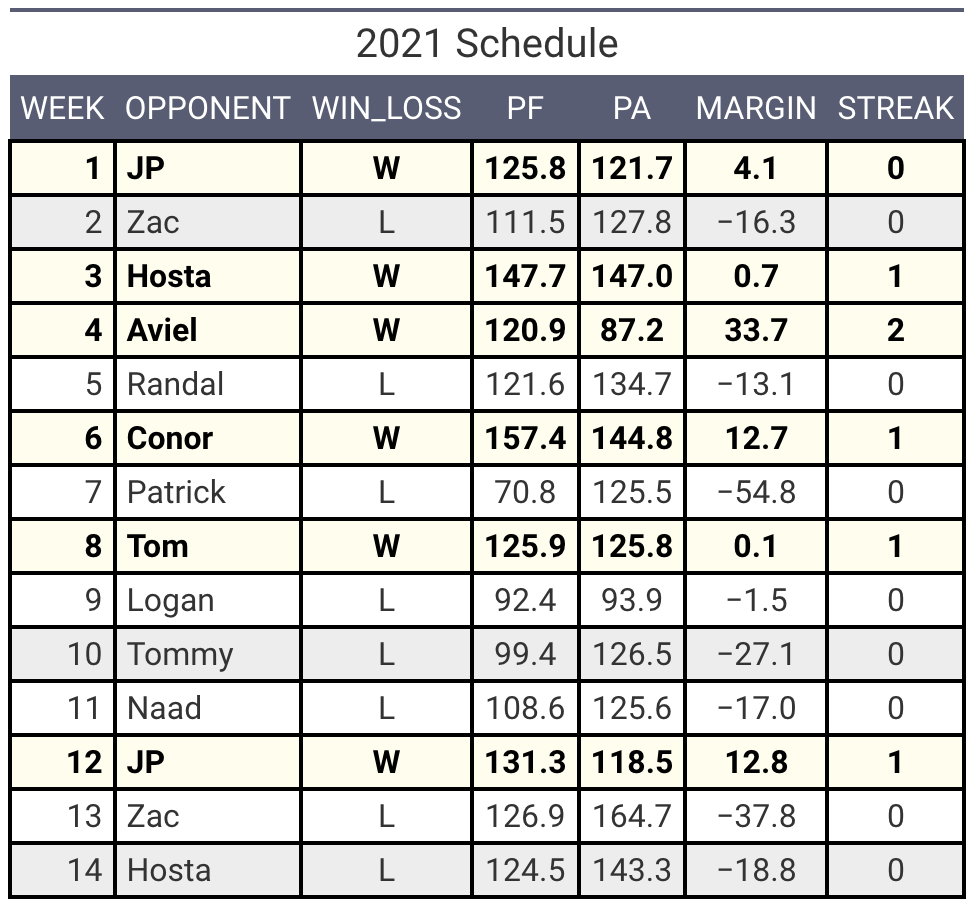 2021 Schedule
WEEK OPPONENT WIN_LOSS PF PA MARGIN STREAK
1 JP W 125.8 121.7 4.1 0
2 Zac L 111.5 127.8 −16.3 0
3 Hosta W 147.7 147.0 0.7 1
4 Aviel W 120.9 87.2 33.7 2
5 Randal L 121.6 134.7 −13.1 0
6 Conor W 157.4 144.8 12.7 1
7 Patrick L 70.8 125.5 −54.8 0
8 Tom W 125.9 125.8 0.1 1
9 Logan L 92.4 93.9 −1.5 0
10 Tommy L 99.4 126.5 −27.1 0
11 Naad L 108.6 125.6 −17.0 0
12 JP W 131.3 118.5 12.8 1
13 Zac L 126.9 164.7 −37.8 0
14 Hosta L 124.5 143.3 −18.8 0